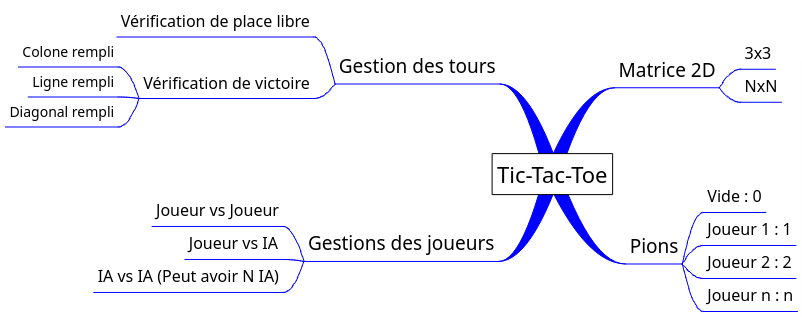 Tic-Tac-Toe
Gestion des tours
Vérification de place libre
Vérification de victoire
Colone rempli
Ligne rempli
Diagonal rempli
Gestions des joueurs
Joueur vs Joueur
Joueur vs IA
IA vs IA (Peut avoir N IA)
Matrice 2D
3x3
NxN
Pions
Vide : 0
Joueur 1 : 1
Joueur 2 : 2
Joueur n : n